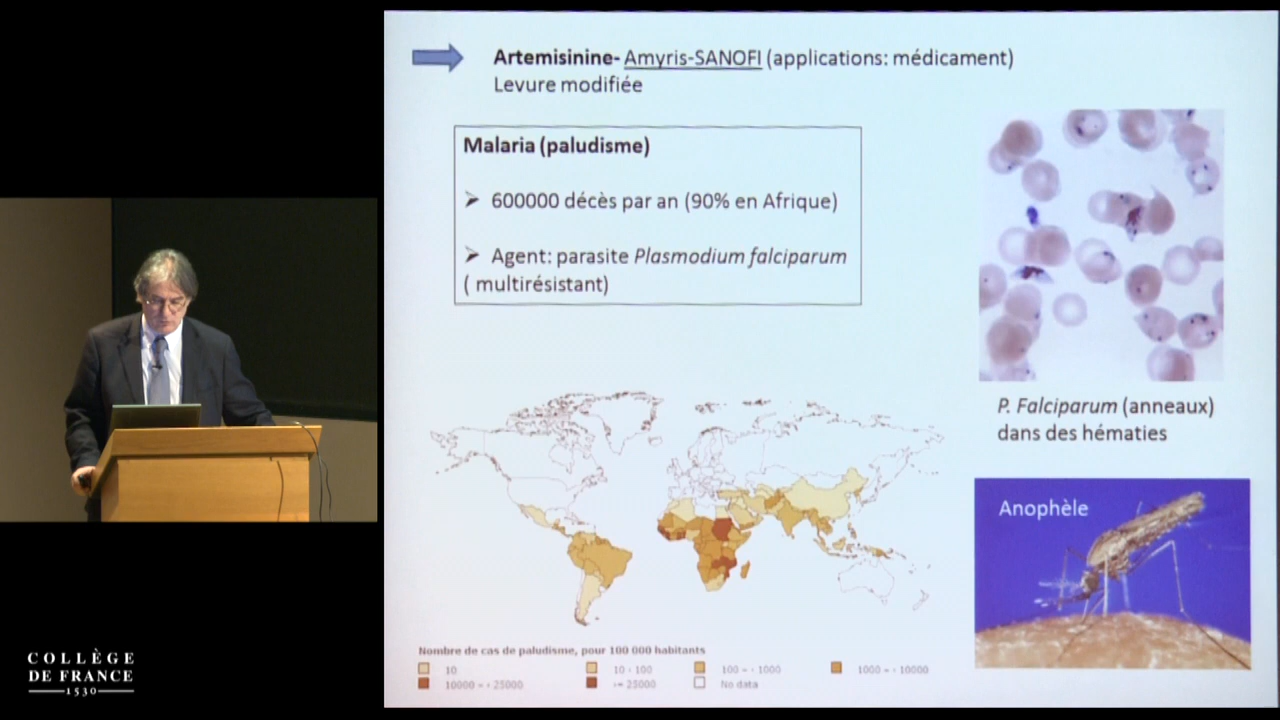 Artemisinine- Amyris-SANOFI (applications: médicament)
Levure modifiée
Malaria (paludisme)
➢ 600000 décès par an (90% en Afrique)
➢ Agent: parasite Plasmodium falciparum
( multirésistant)
P. Falciparum (anneaux)
dans des hématies
Anophèle
Nombre de cas de paludisme, pour 100 000 habitants
10
10 - 100
100 - - 1000
1000 - - 10000
10000 - - 25000
>= 25000
No data
COLLÈGE
DE FRANCE
1530